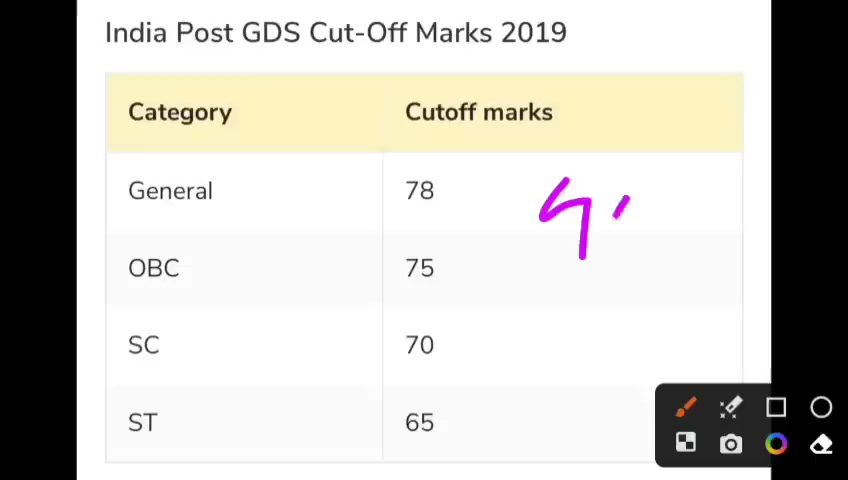 India Post GDS Cut-Off Marks 2019
Category Cutoff marks
General 78
OBC 75
SC 70
ST 65